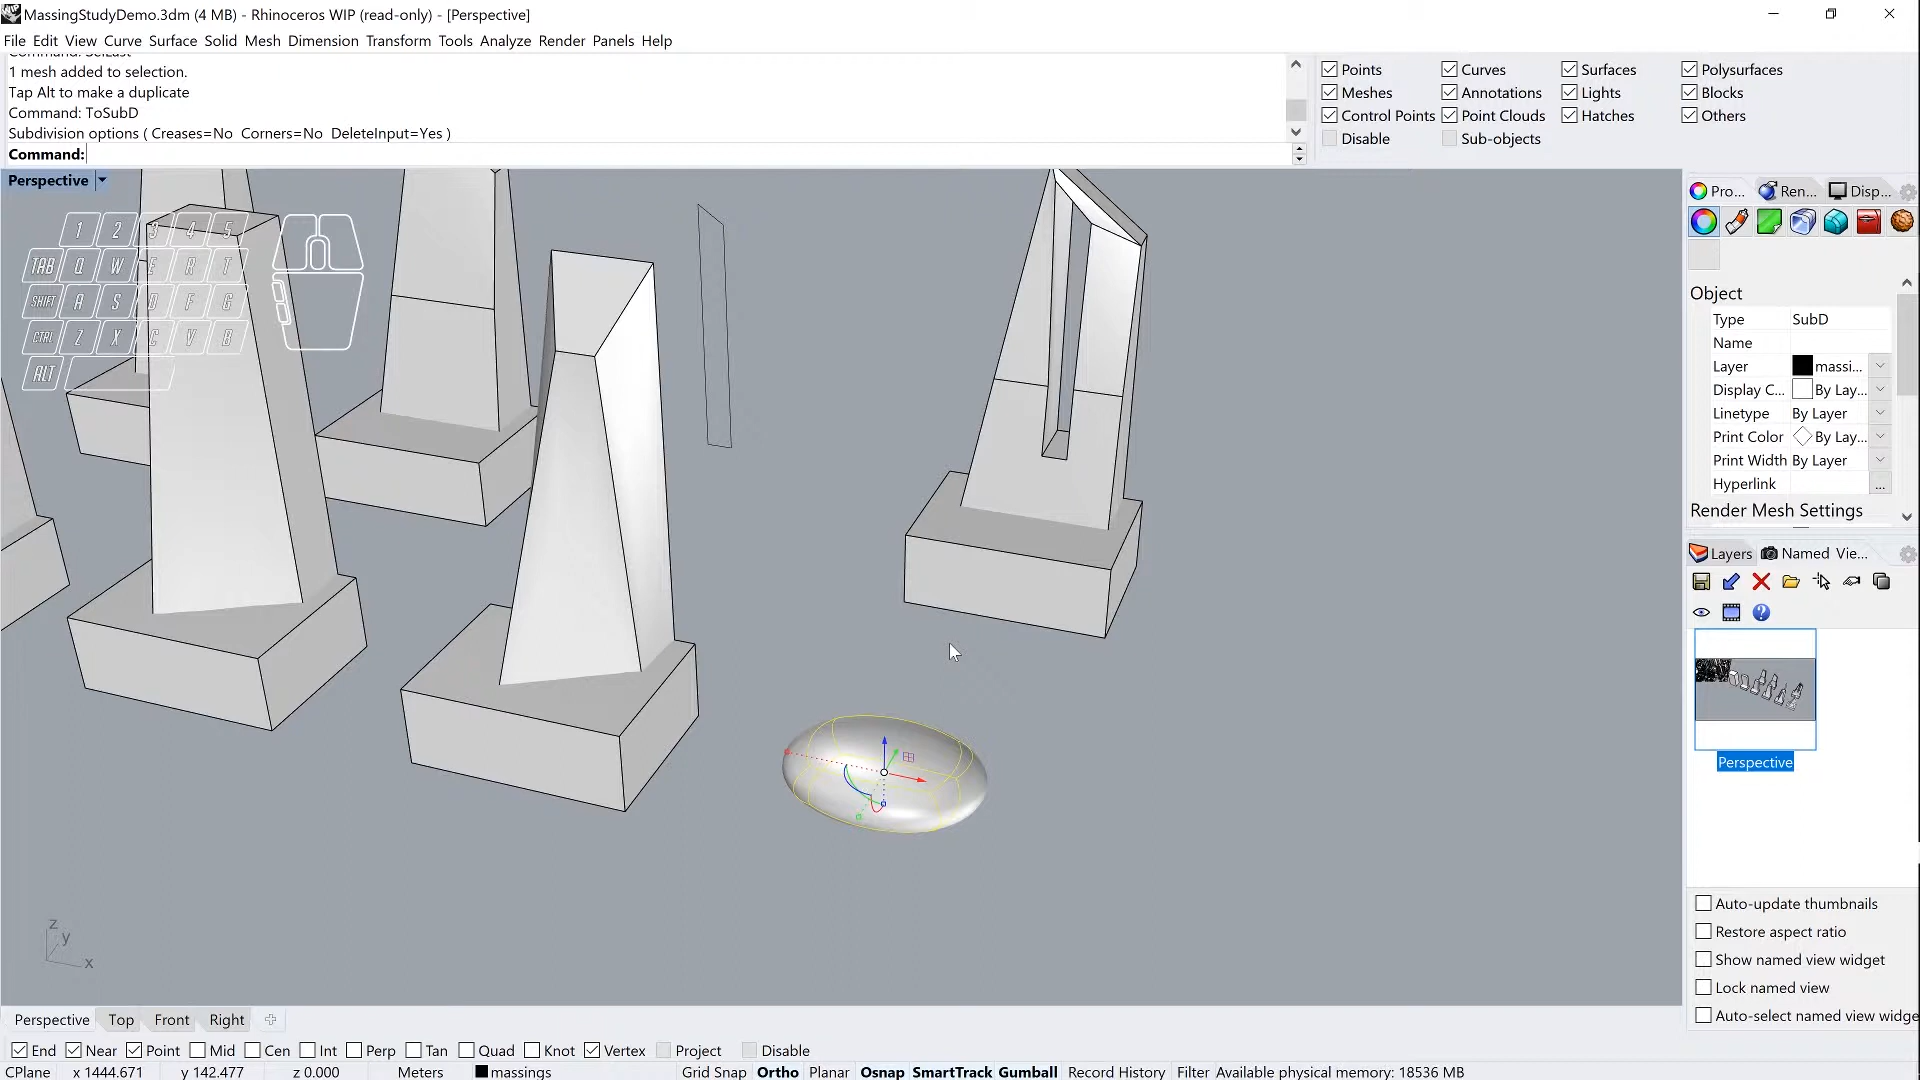 MassingStudyDemo.3dm (4 MB) - Rhinoceros WIP (read-only) - [Perspective]
File Edit View Curve Surface Solid Mesh Dimension Transform Tools Analyze Render Panels Help
Command: SelLast
1 mesh added to selection.
Tap Alt to make a duplicate
Command: ToSubD
Subdivision options ( Creases=No Corners=No DeleteInput=Yes )
Command:
Points Curves Surfaces Polysurfaces
Meshes Annotations Lights Blocks
Control Points Point Clouds Hatches Others
Disable Sub-objects
Perspective
1 2 3 4 5
TAB Q W E R T
SHIFT A S D F G
CTRL Z X C V B
ALT
Pro... Ren... Disp...
Object
Type SubD
Name
Layer massi...
Display C... By Lay...
Linetype By Layer
Print Color By Lay...
Print Width By Layer
Hyperlink ...
Render Mesh Settings
Layers Named Vie...
Perspective
Auto-update thumbnails
Restore aspect ratio
Show named view widget
Lock named view
Auto-select named view widge
z
y
x
Perspective Top Front Right
End Near Point Mid Cen Int Perp Tan Quad Knot Vertex Project Disable
CPlane x 1444.671 y 142.477 z 0.000 Meters massings Grid Snap Ortho Planar Osnap SmartTrack Gumball Record History Filter Available physical memory: 18536 MB